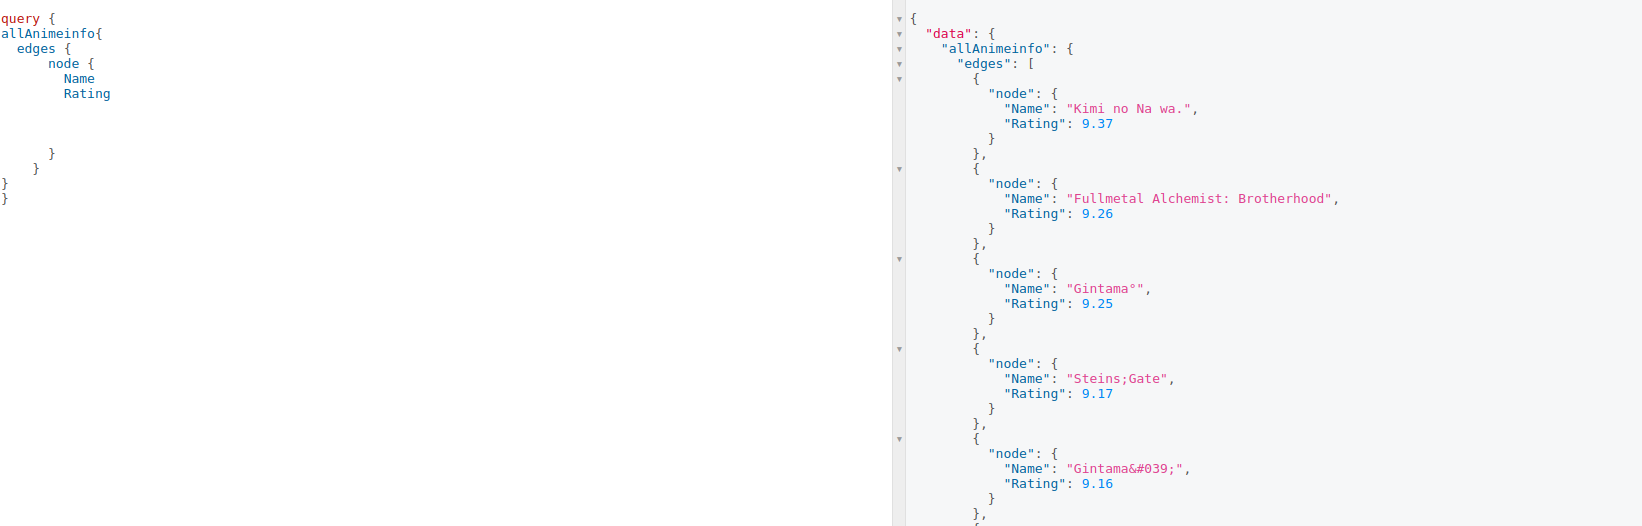 query {
allAnimeinfo{
  edges {
      node {
        Name
        Rating
      }
    }
}
}
{
  "data": {
    "allAnimeinfo": {
      "edges": [
        {
          "node": {
            "Name": "Kimi no Na wa.",
            "Rating": 9.37
          }
        },
        {
          "node": {
            "Name": "Fullmetal Alchemist: Brotherhood",
            "Rating": 9.26
          }
        },
        {
          "node": {
            "Name": "Gintama°",
            "Rating": 9.25
          }
        },
        {
          "node": {
            "Name": "Steins;Gate",
            "Rating": 9.17
          }
        },
        {
          "node": {
            "Name": "Gintama&#039;",
            "Rating": 9.16
          }
        },